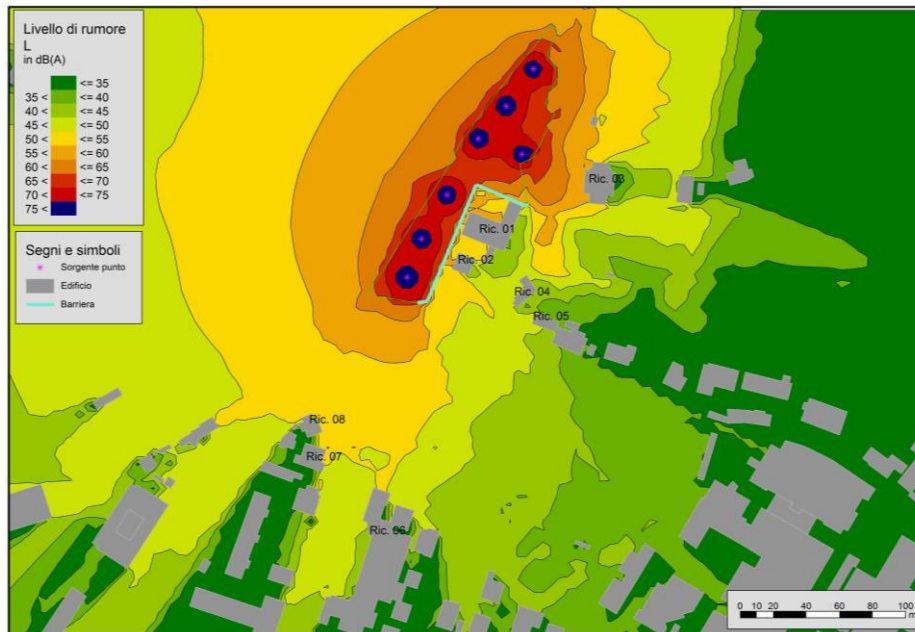 Livello di rumore
L
in dB(A)
<= 35
35 < <= 40
40 < <= 45
45 < <= 50
50 < <= 55
55 < <= 60
60 < <= 65
65 < <= 70
70 < <= 75
75 <
Segni e simboli
Sorgente punto
Edificio
Barriera
Ric. 03
Ric. 01
Ric. 02
Ric. 04
Ric. 05
Ric. 08
Ric. 07
Ric. 06
0 10 20 40 60 80 100
m